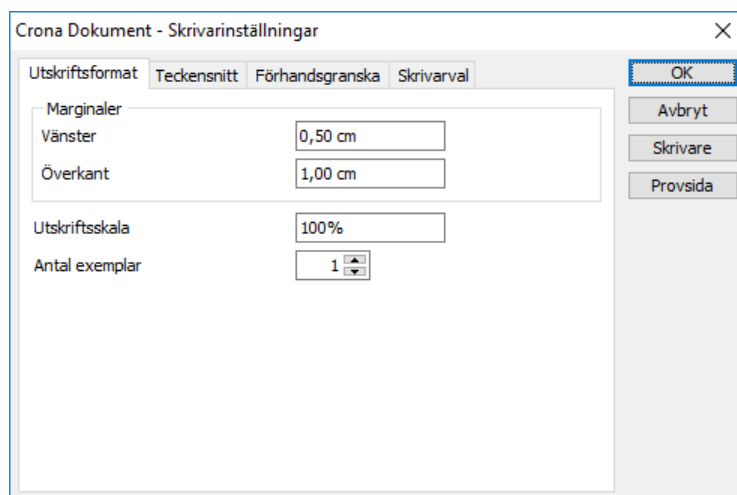 Crona Dokument - Skrivarinställningar
Utskriftsformat Teckensnitt Förhandsgranska Skrivarval
OK
Avbryt
Skrivare
Provsida
Marginaler
Vänster 0,50 cm
Överkant 1,00 cm
Utskriftsskala 100%
Antal exemplar 1